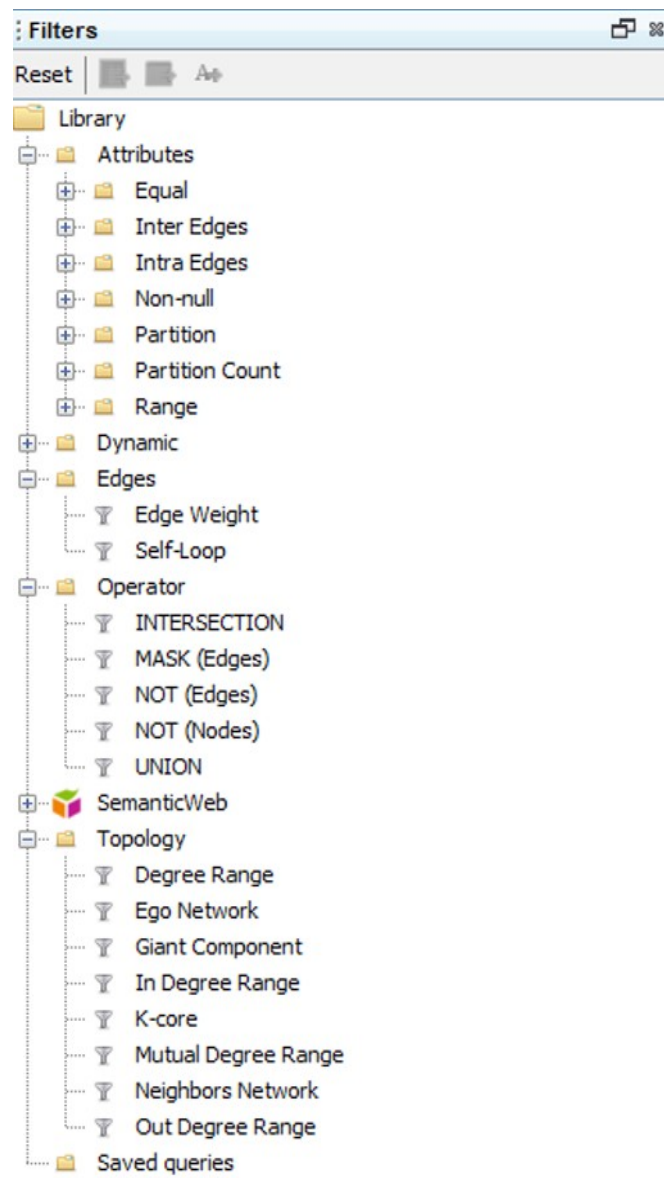 Filters
Reset
Library
Attributes
Equal
Inter Edges
Intra Edges
Non-null
Partition
Partition Count
Range
Dynamic
Edges
Edge Weight
Self-Loop
Operator
INTERSECTION
MASK (Edges)
NOT (Edges)
NOT (Nodes)
UNION
SemanticWeb
Topology
Degree Range
Ego Network
Giant Component
In Degree Range
K-core
Mutual Degree Range
Neighbors Network
Out Degree Range
Saved queries